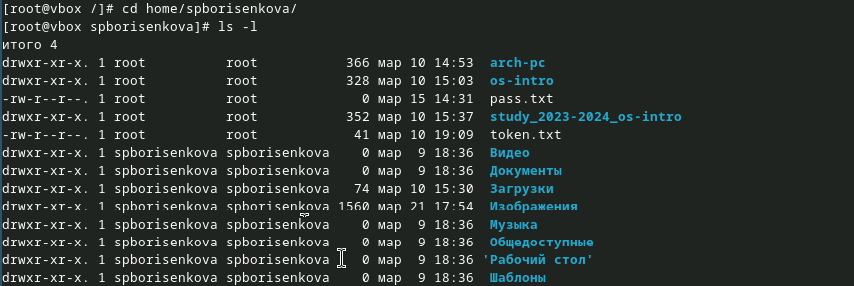 [root@vbox /]# cd home/spborisenkova/
[root@vbox spborisenkova]# ls -l
итого 4
drwxr-xr-x. 1 root          root           366 мар 10 14:53  arch-pc
drwxr-xr-x. 1 root          root           328 мар 10 15:03  os-intro
-rw-r--r--. 1 root          root             0 мар 15 14:31  pass.txt
drwxr-xr-x. 1 root          root           352 мар 10 15:37  study_2023-2024_os-intro
-rw-r--r--. 1 root          root            41 мар 10 19:09  token.txt
drwxr-xr-x. 1 spborisenkova spborisenkova    0 мар  9 18:36  Видео
drwxr-xr-x. 1 spborisenkova spborisenkova    0 мар  9 18:36  Документы
drwxr-xr-x. 1 spborisenkova spborisenkova   74 мар 10 15:30  Загрузки
drwxr-xr-x. 1 spborisenkova spborisenkova 1560 мар 21 17:54  Изображения
drwxr-xr-x. 1 spborisenkova spborisenkova    0 мар  9 18:36  Музыка
drwxr-xr-x. 1 spborisenkova spborisenkova    0 мар  9 18:36  Общедоступные
drwxr-xr-x. 1 spborisenkova spborisenkova    0 мар  9 18:36 'Рабочий стол'
drwxr-xr-x. 1 spborisenkova spborisenkova    0 мар  9 18:36  Шаблоны